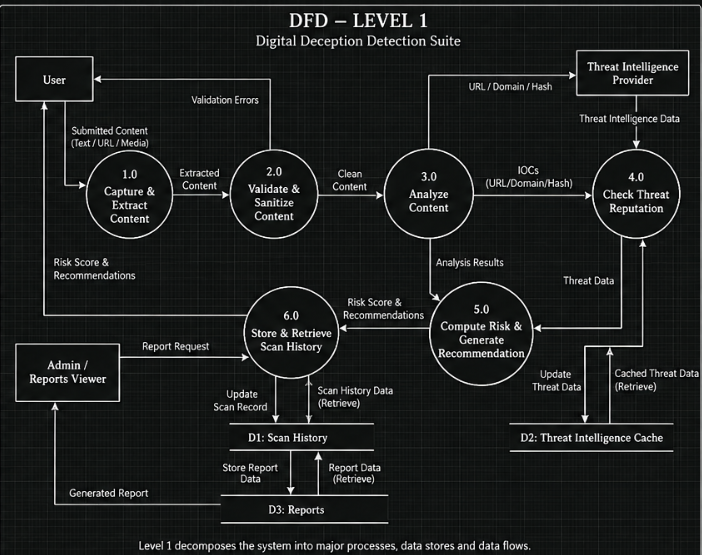 DFD – LEVEL 1
Digital Deception Detection Suite
User
Threat Intelligence
Provider
URL / Domain / Hash
Validation Errors
Threat Intelligence Data
Submitted Content
(Text / URL / Media)
1.0
Capture &
Extract
Content
Extracted
Content
2.0
Validate &
Sanitize
Content
Clean
Content
3.0
Analyze
Content
IOCs
(URL/Domain/Hash)
4.0
Check Threat
Reputation
Risk Score &
Recommendations
Analysis Results
Threat Data
6.0
Store & Retrieve
Scan History
Risk Score &
Recommendations
5.0
Compute Risk &
Generate
Recommendation
Admin /
Reports Viewer
Report Request
Update
Scan Record
Scan History Data
(Retrieve)
Update
Threat Data
Cached Threat Data
(Retrieve)
D1: Scan History
D2: Threat Intelligence Cache
Store Report
Data
Report Data
(Retrieve)
Generated Report
D3: Reports
Level 1 decomposes the system into major processes, data stores and data flows.